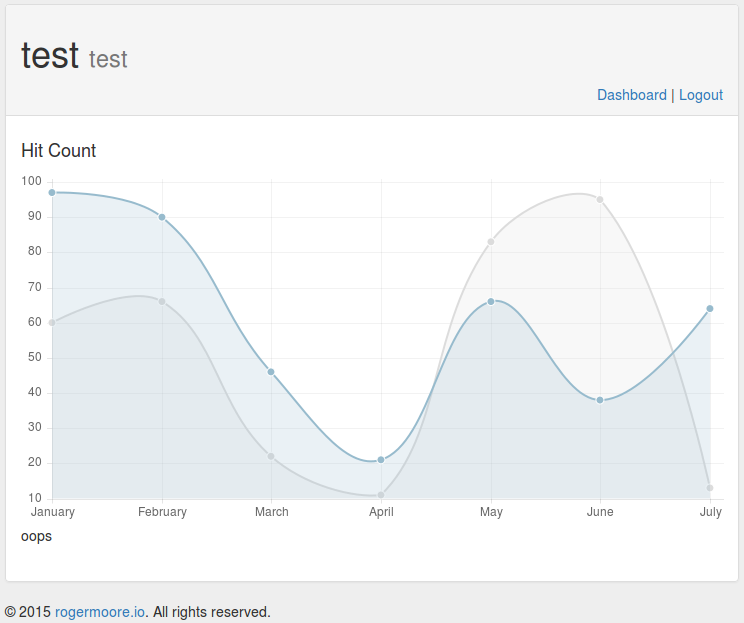 test test
Dashboard | Logout
Hit Count
100
90
80
70
60
50
40
30
20
10
January February March April May June July
oops
© 2015 rogermoore.io. All rights reserved.